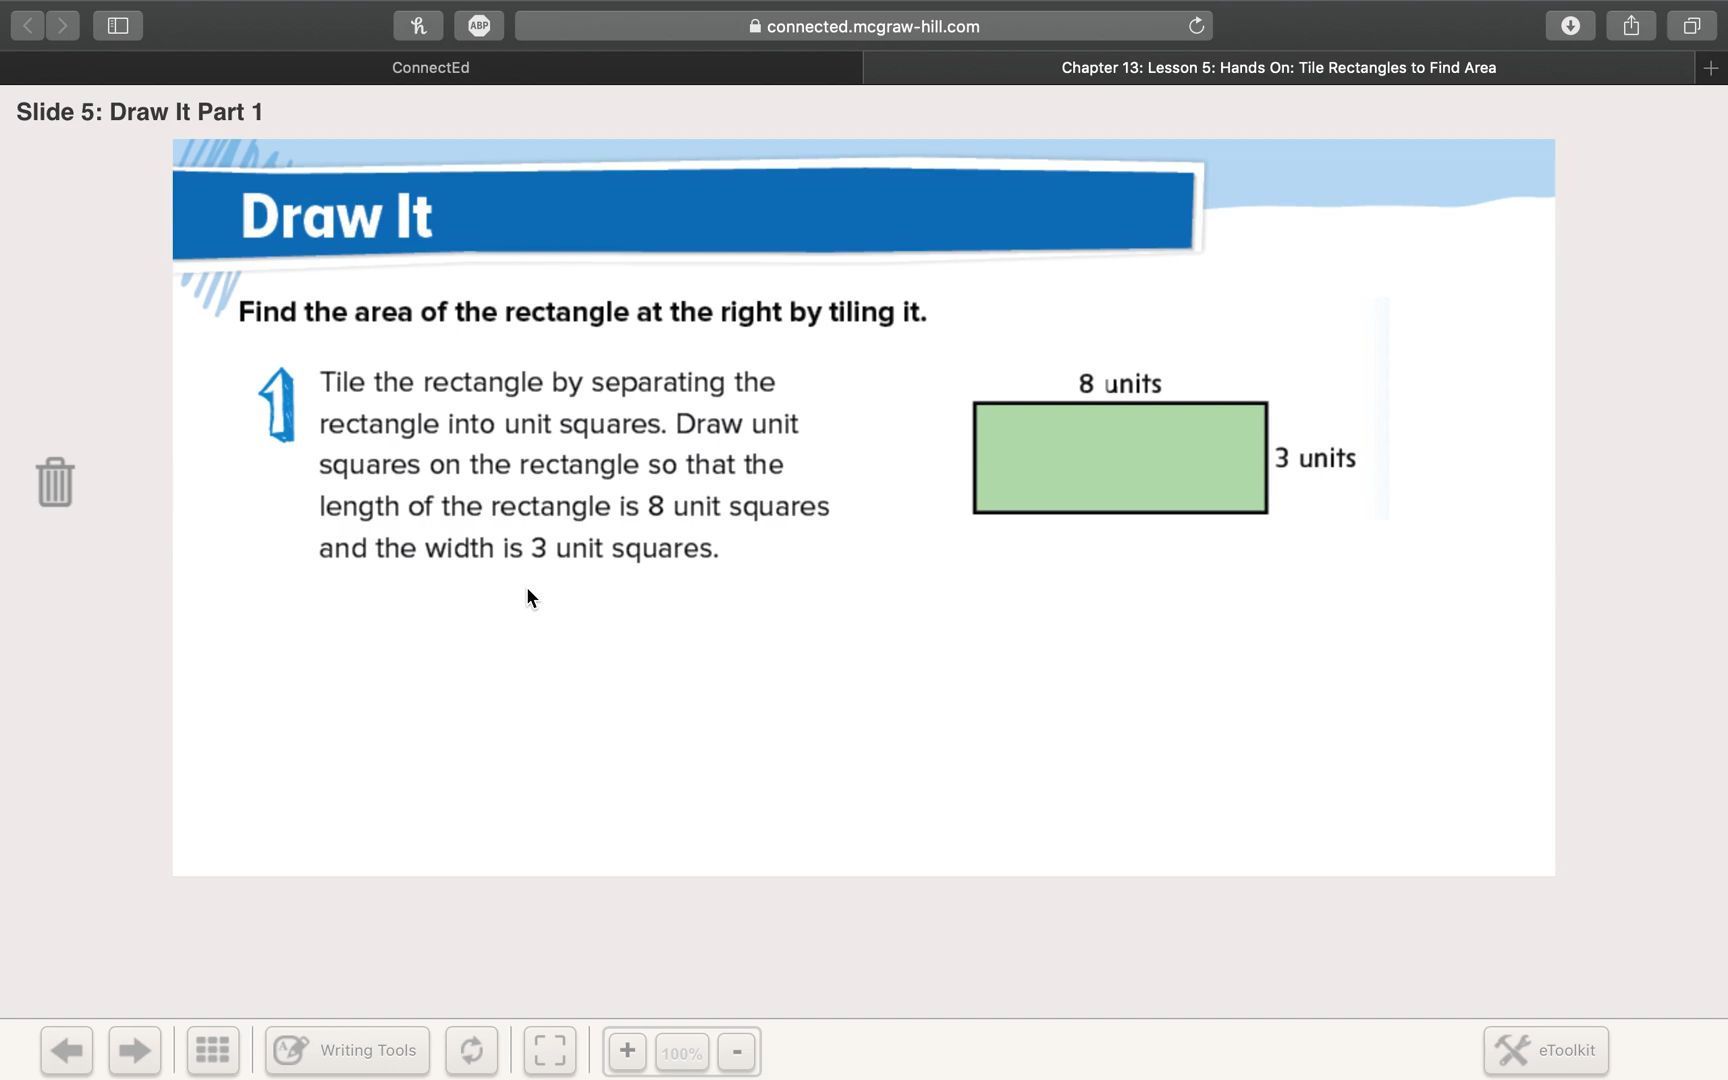 ABP
connected.mcgraw-hill.com
ConnectEd
Chapter 13: Lesson 5: Hands On: Tile Rectangles to Find Area
Slide 5: Draw It Part 1
Draw It
Find the area of the rectangle at the right by tiling it.
1
Tile the rectangle by separating the
rectangle into unit squares. Draw unit
squares on the rectangle so that the
length of the rectangle is 8 unit squares
and the width is 3 unit squares.
8 units
3 units
Writing Tools
+
100%
-
eToolkit